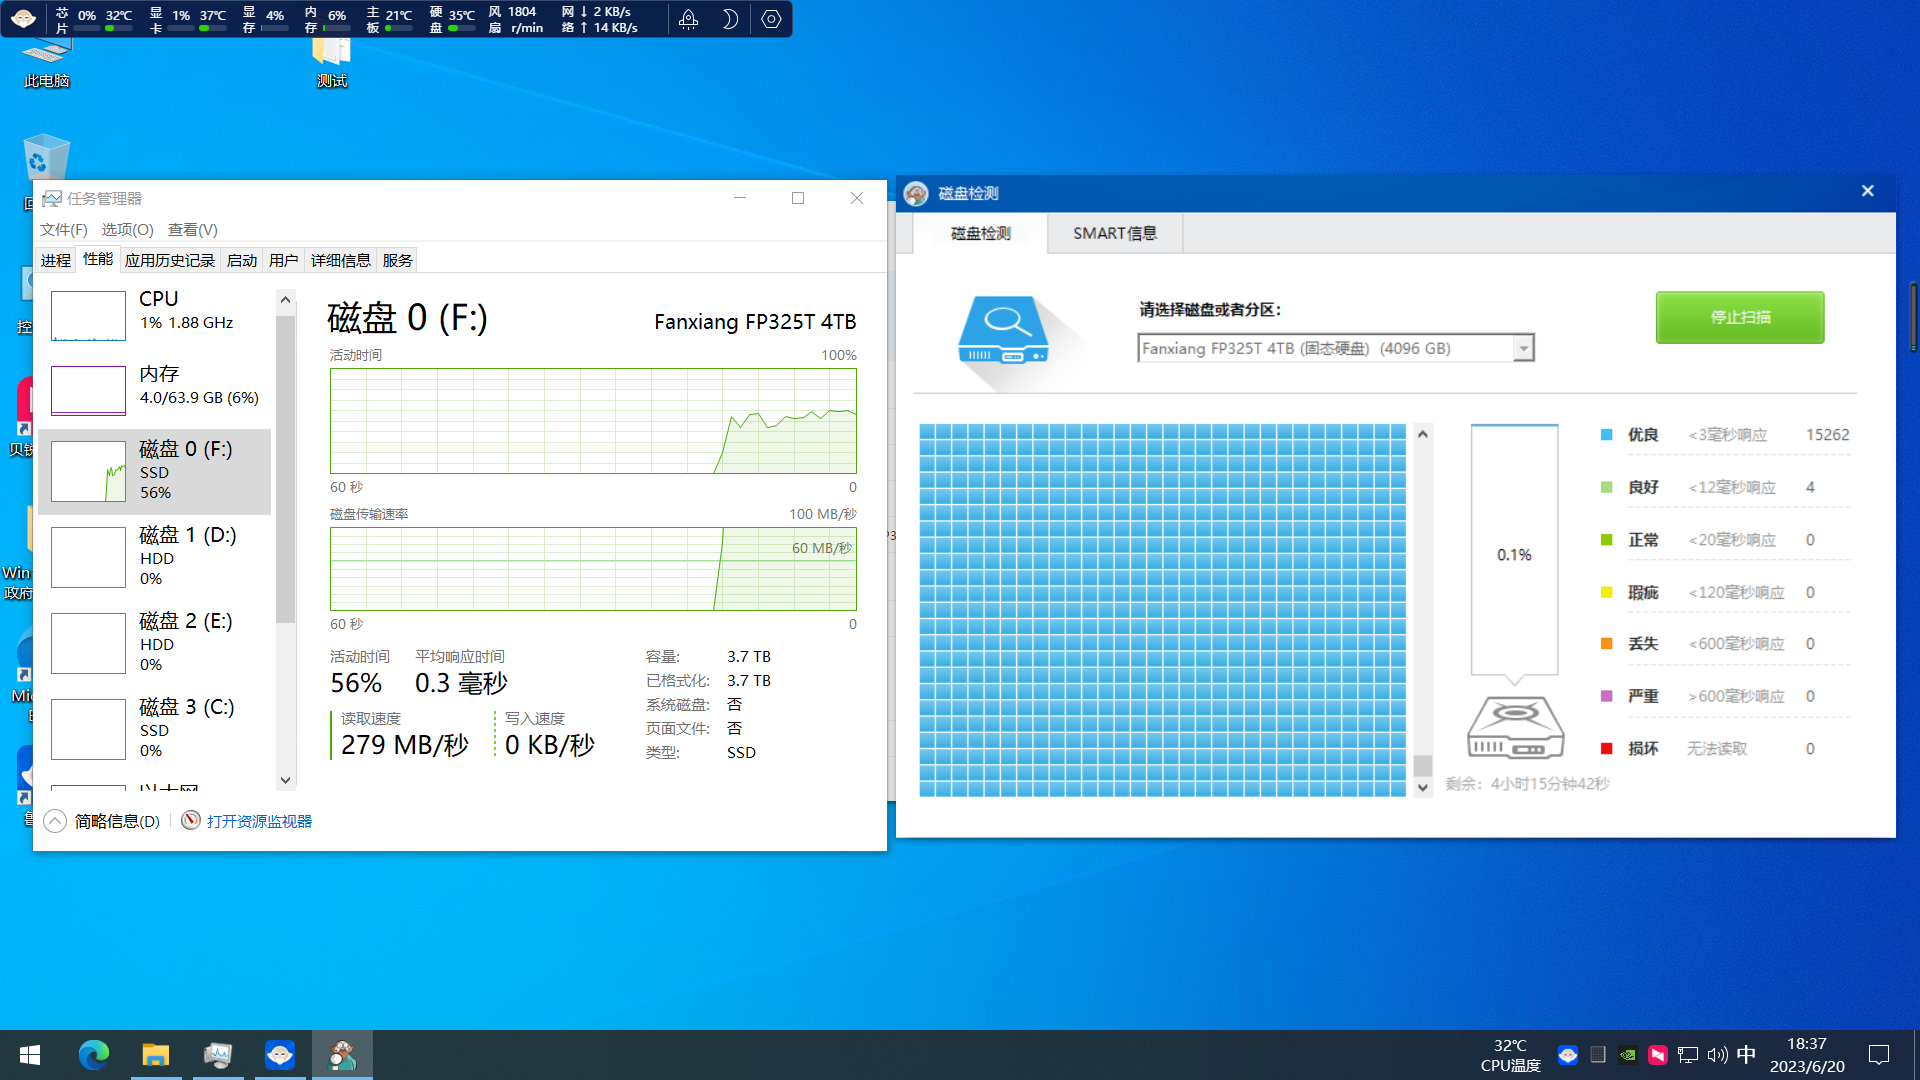 芯片 0% 32℃ 显卡 1% 37℃ 显存 4% 内存 6% 主板 21℃ 硬盘 35℃ 风扇 1804 r/min 网络 ↓ 2 KB/s ↑ 14 KB/s
此电脑
测试
任务管理器
文件(F) 选项(O) 查看(V)
进程 性能 应用历史记录 启动 用户 详细信息 服务
CPU
1% 1.88 GHz
内存
4.0/63.9 GB (6%)
磁盘 0 (F:)
SSD
56%
磁盘 1 (D:)
HDD
0%
磁盘 2 (E:)
HDD
0%
磁盘 3 (C:)
SSD
0%
磁盘 0 (F:)
Fanxiang FP325T 4TB
活动时间 100%
60 秒 0
磁盘传输速率 100 MB/秒
60 MB/秒
60 秒 0
活动时间 平均响应时间
56% 0.3 毫秒
读取速度 写入速度
279 MB/秒 0 KB/秒
容量: 3.7 TB
已格式化: 3.7 TB
系统磁盘: 否
页面文件: 否
类型: SSD
简略信息(D) 打开资源监视器
磁盘检测
磁盘检测 SMART信息
请选择磁盘或者分区：
Fanxiang FP325T 4TB (固态硬盘) (4096 GB)
停止扫描
0.1%
优良 <3毫秒响应 15262
良好 <12毫秒响应 4
正常 <20毫秒响应 0
瑕疵 <120毫秒响应 0
丢失 <600毫秒响应 0
严重 >600毫秒响应 0
损坏 无法读取 0
剩余：4小时15分钟42秒
Win
政府
32℃
CPU温度
中
18:37
2023/6/20